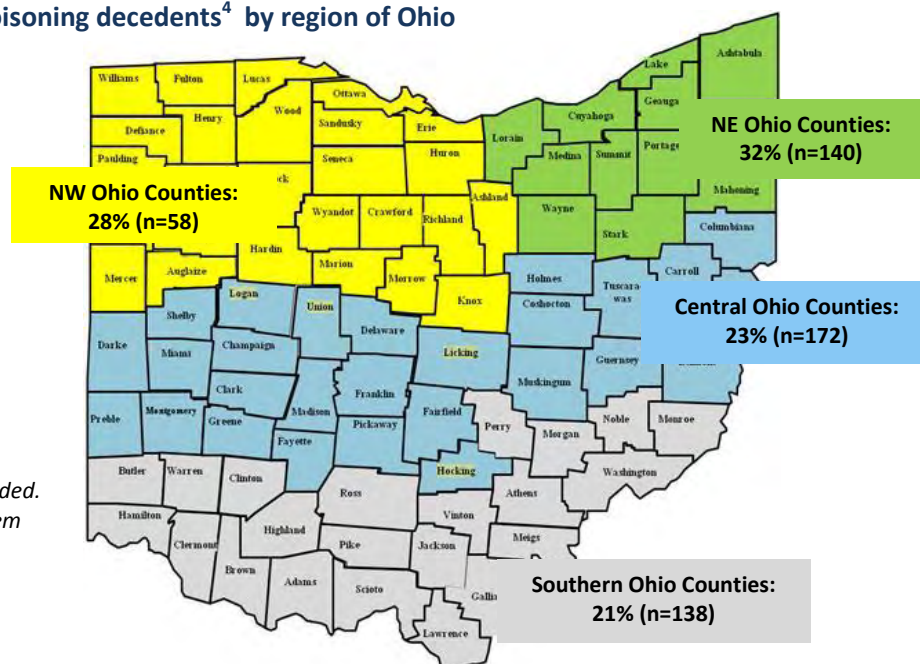 isoning decedents4 by region of Ohio
Williams
Fulton
Lucas
Ottawa
Wood
Henry
Defiance
Sandusky
Erie
Paulding
Seneca
Huron
ck
Wyandot
Crawford
Richland
Ashland
Hardin
Marion
Morrow
Mercer
Auglaize
Knox
NW Ohio Counties:
28% (n=58)
Ashtabula
Lake
Geauga
Cuyahoga
Lorain
Medina
Summit
Portage
Wayne
Stark
Mahoning
NE Ohio Counties:
32% (n=140)
Columbiana
Holmes
Carroll
Tuscara-
was
Coshocton
Logan
Union
Shelby
Delaware
Darke
Miami
Champaign
Licking
Guernsey
Muskingum
Clark
Franklin
Madison
Preble
Montgomery
Greene
Fayette
Pickaway
Fairfield
Hocking
Central Ohio Counties:
23% (n=172)
Perry
Noble
Monroe
Morgan
Washington
Butler
Warren
Clinton
Ross
Athens
Vinton
Hamilton
Highland
Meigs
Clermont
Pike
Jackson
Brown
Adams
Scioto
Gallia
Lawrence
Southern Ohio Counties:
21% (n=138)
ded.
em